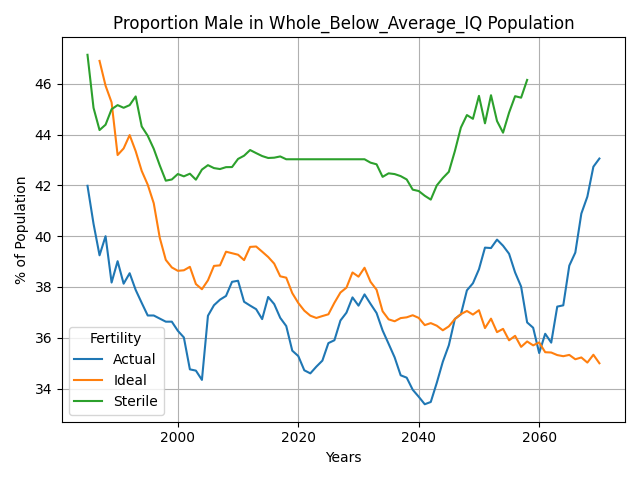 Proportion Male in Whole_Below_Average_IQ Population
% of Population
46
44
42
40
38
36
34
Fertility
Actual
Ideal
Sterile
2000
2020
2040
2060
Years